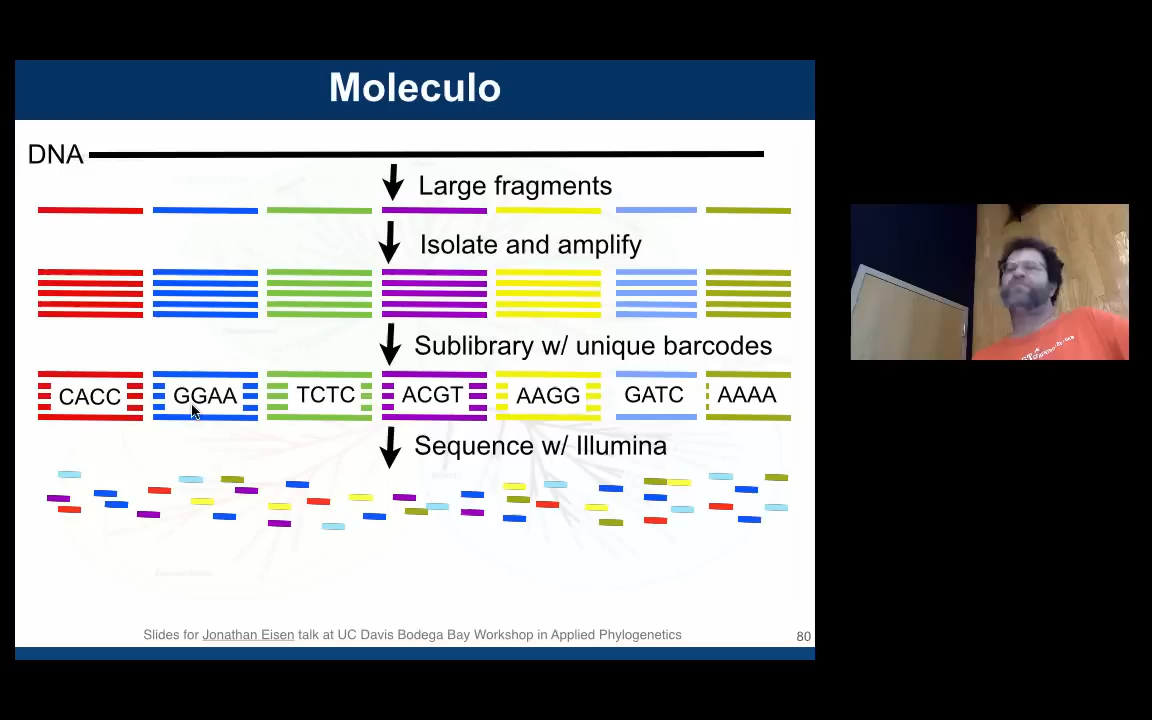 Moleculo
DNA
Large fragments
Isolate and amplify
Sublibrary w/ unique barcodes
CACC GGAA TCTC ACGT AAGG GATC AAAA
Sequence w/ Illumina
Slides for Jonathan Eisen talk at UC Davis Bodega Bay Workshop in Applied Phylogenetics 80